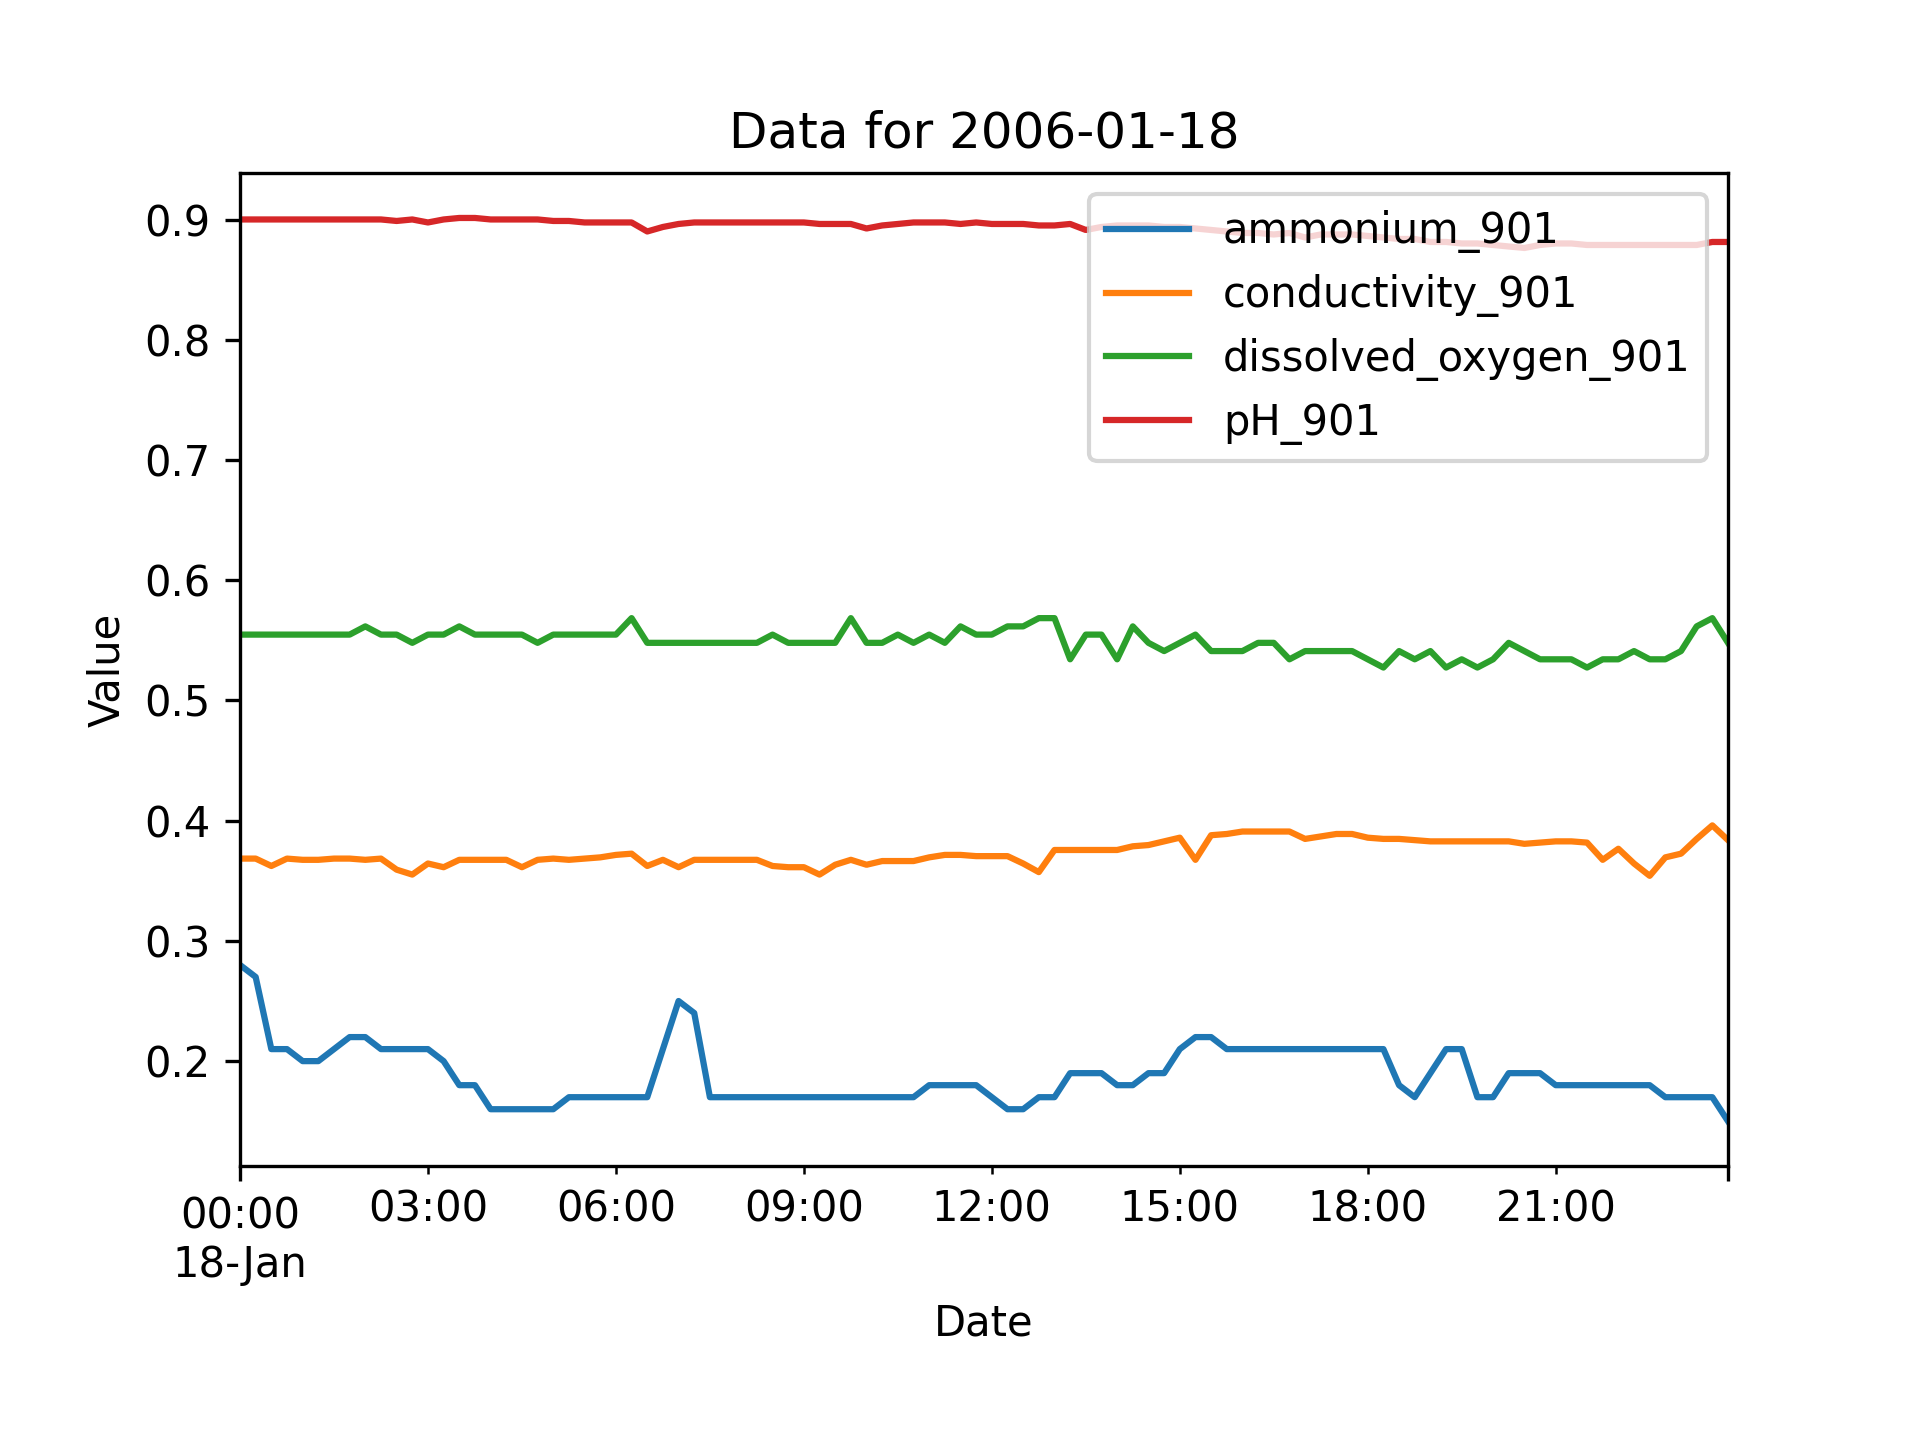 Data for 2006-01-18
ammonium_901
conductivity_901
dissolved_oxygen_901
pH_901
0.9
0.8
0.7
0.6
0.5
0.4
0.3
0.2
Value
00:00 03:00 06:00 09:00 12:00 15:00 18:00 21:00
18-Jan
Date